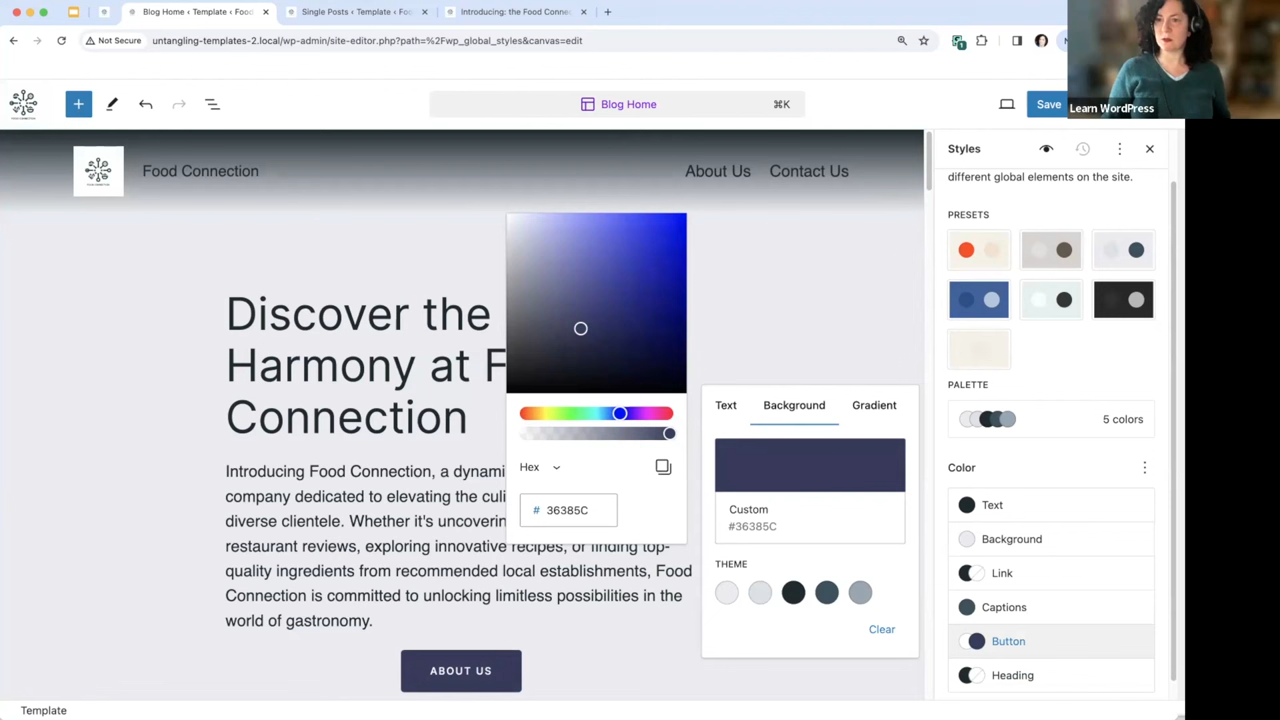 Blog Home ‹ Template ‹ Food
Single Posts ‹ Template ‹ Foo
Introducing: the Food Connec
Not Secure
untangling-templates-2.local/wp-admin/site-editor.php?path=%2Fwp_global_styles&canvas=edit
1
Learn WordPress
Blog Home
⌘K
Save
Food Connection
About Us
Contact Us
Styles
different global elements on the site.
PRESETS
Discover the
Harmony at F
Connection
Introducing Food Connection, a dynami
company dedicated to elevating the culi
diverse clientele. Whether it's uncoverin
restaurant reviews, exploring innovative recipes, or finding top-
quality ingredients from recommended local establishments, Food
Connection is committed to unlocking limitless possibilities in the
world of gastronomy.
ABOUT US
Hex
# 36385C
Text
Background
Gradient
Custom
#36385C
THEME
Clear
PALETTE
5 colors
Color
Text
Background
Link
Captions
Button
Heading
Template